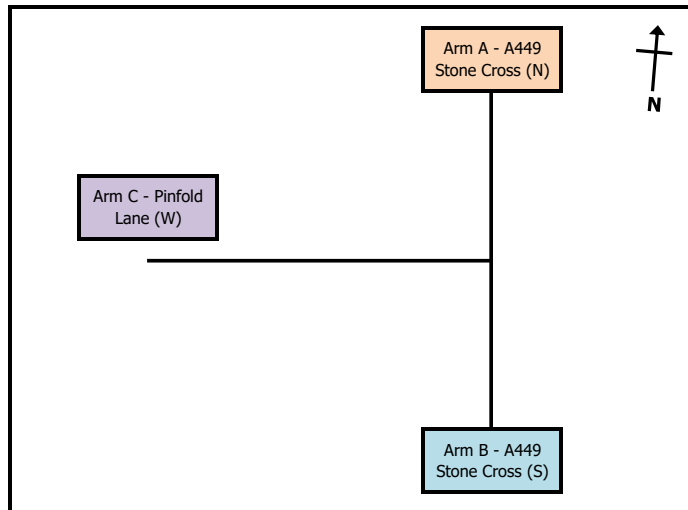 Arm A - A449
Stone Cross (N)
N
Arm C - Pinfold
Lane (W)
Arm B - A449
Stone Cross (S)